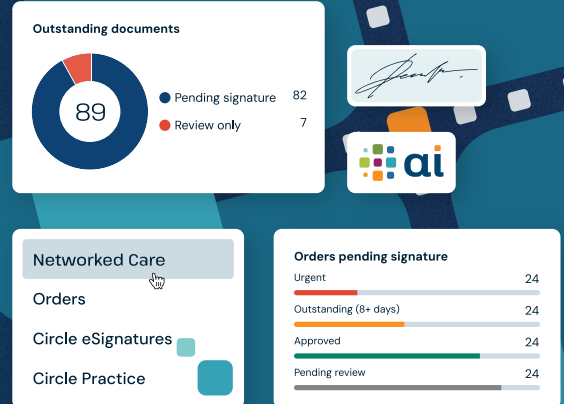 Outstanding documents
89
Pending signature 82
Review only 7
ai
Networked Care
Orders
Circle eSignatures
Circle Practice
Orders pending signature
Urgent 24
Outstanding (8+ days) 24
Approved 24
Pending review 24